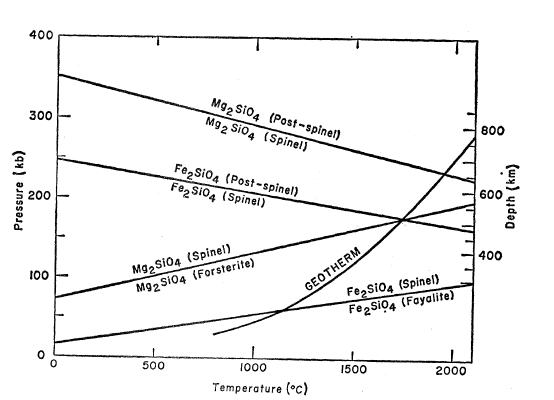 400
300
200
100
0
Pressure (kb)
Mg2SiO4 (Post-spinel)
Mg2SiO4 (Spinel)
Fe2SiO4 (Post-spinel)
Fe2SiO4 (Spinel)
Mg2SiO4 (Spinel)
Mg2SiO4 (Forsterite)
GEOTHERM
Fe2SiO4 (Spinel)
Fe2SiO4 (Fayalite)
800
600
400
Depth (km)
0
500
1000
1500
2000
Temperature (°C)